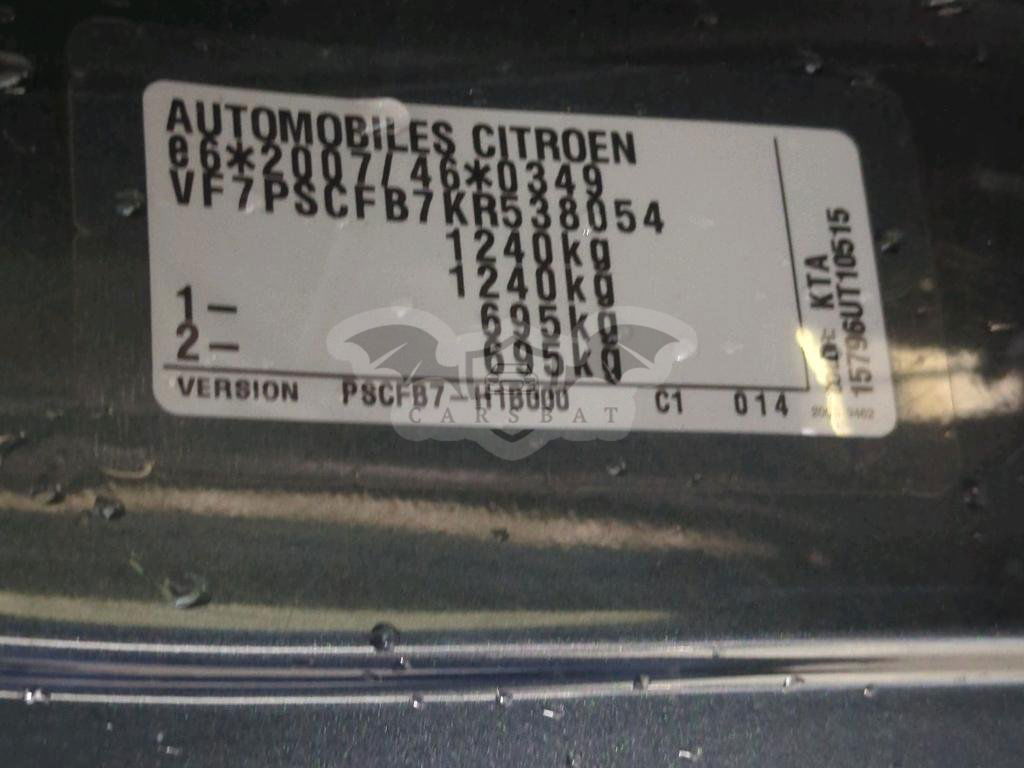 AUTOMOBILES CITROEN
e6*2007/46*0349
VF7PSCFB7KR538054
1240kg
1240kg
1- 695kg
2- 695kg
VERSION PSCFB7-H1B000 C1 014
KTA
15796UT10515
CARSBAT